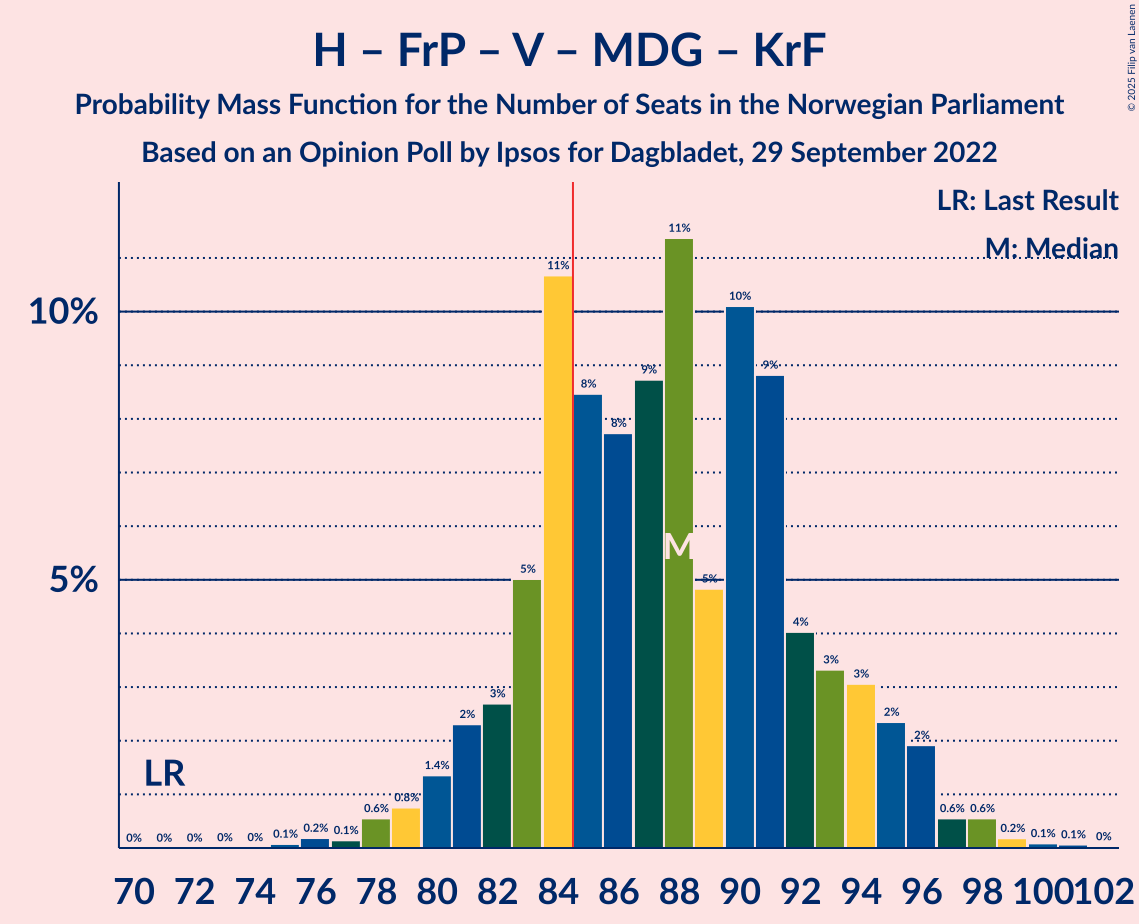 H – FrP – V – MDG – KrF
Probability Mass Function for the Number of Seats in the Norwegian Parliament
Based on an Opinion Poll by Ipsos for Dagbladet, 29 September 2022
© 2025 Filip van Laenen
LR: Last Result
M: Median
10%
5%
LR
M
0% 0% 0% 0% 0% 0.1% 0.2% 0.1% 0.6% 0.8% 1.4% 2% 3% 5% 11% 8% 8% 9% 11% 5% 10% 9% 4% 3% 3% 2% 2% 0.6% 0.6% 0.2% 0.1% 0.1% 0%
70 72 74 76 78 80 82 84 86 88 90 92 94 96 98 100 102